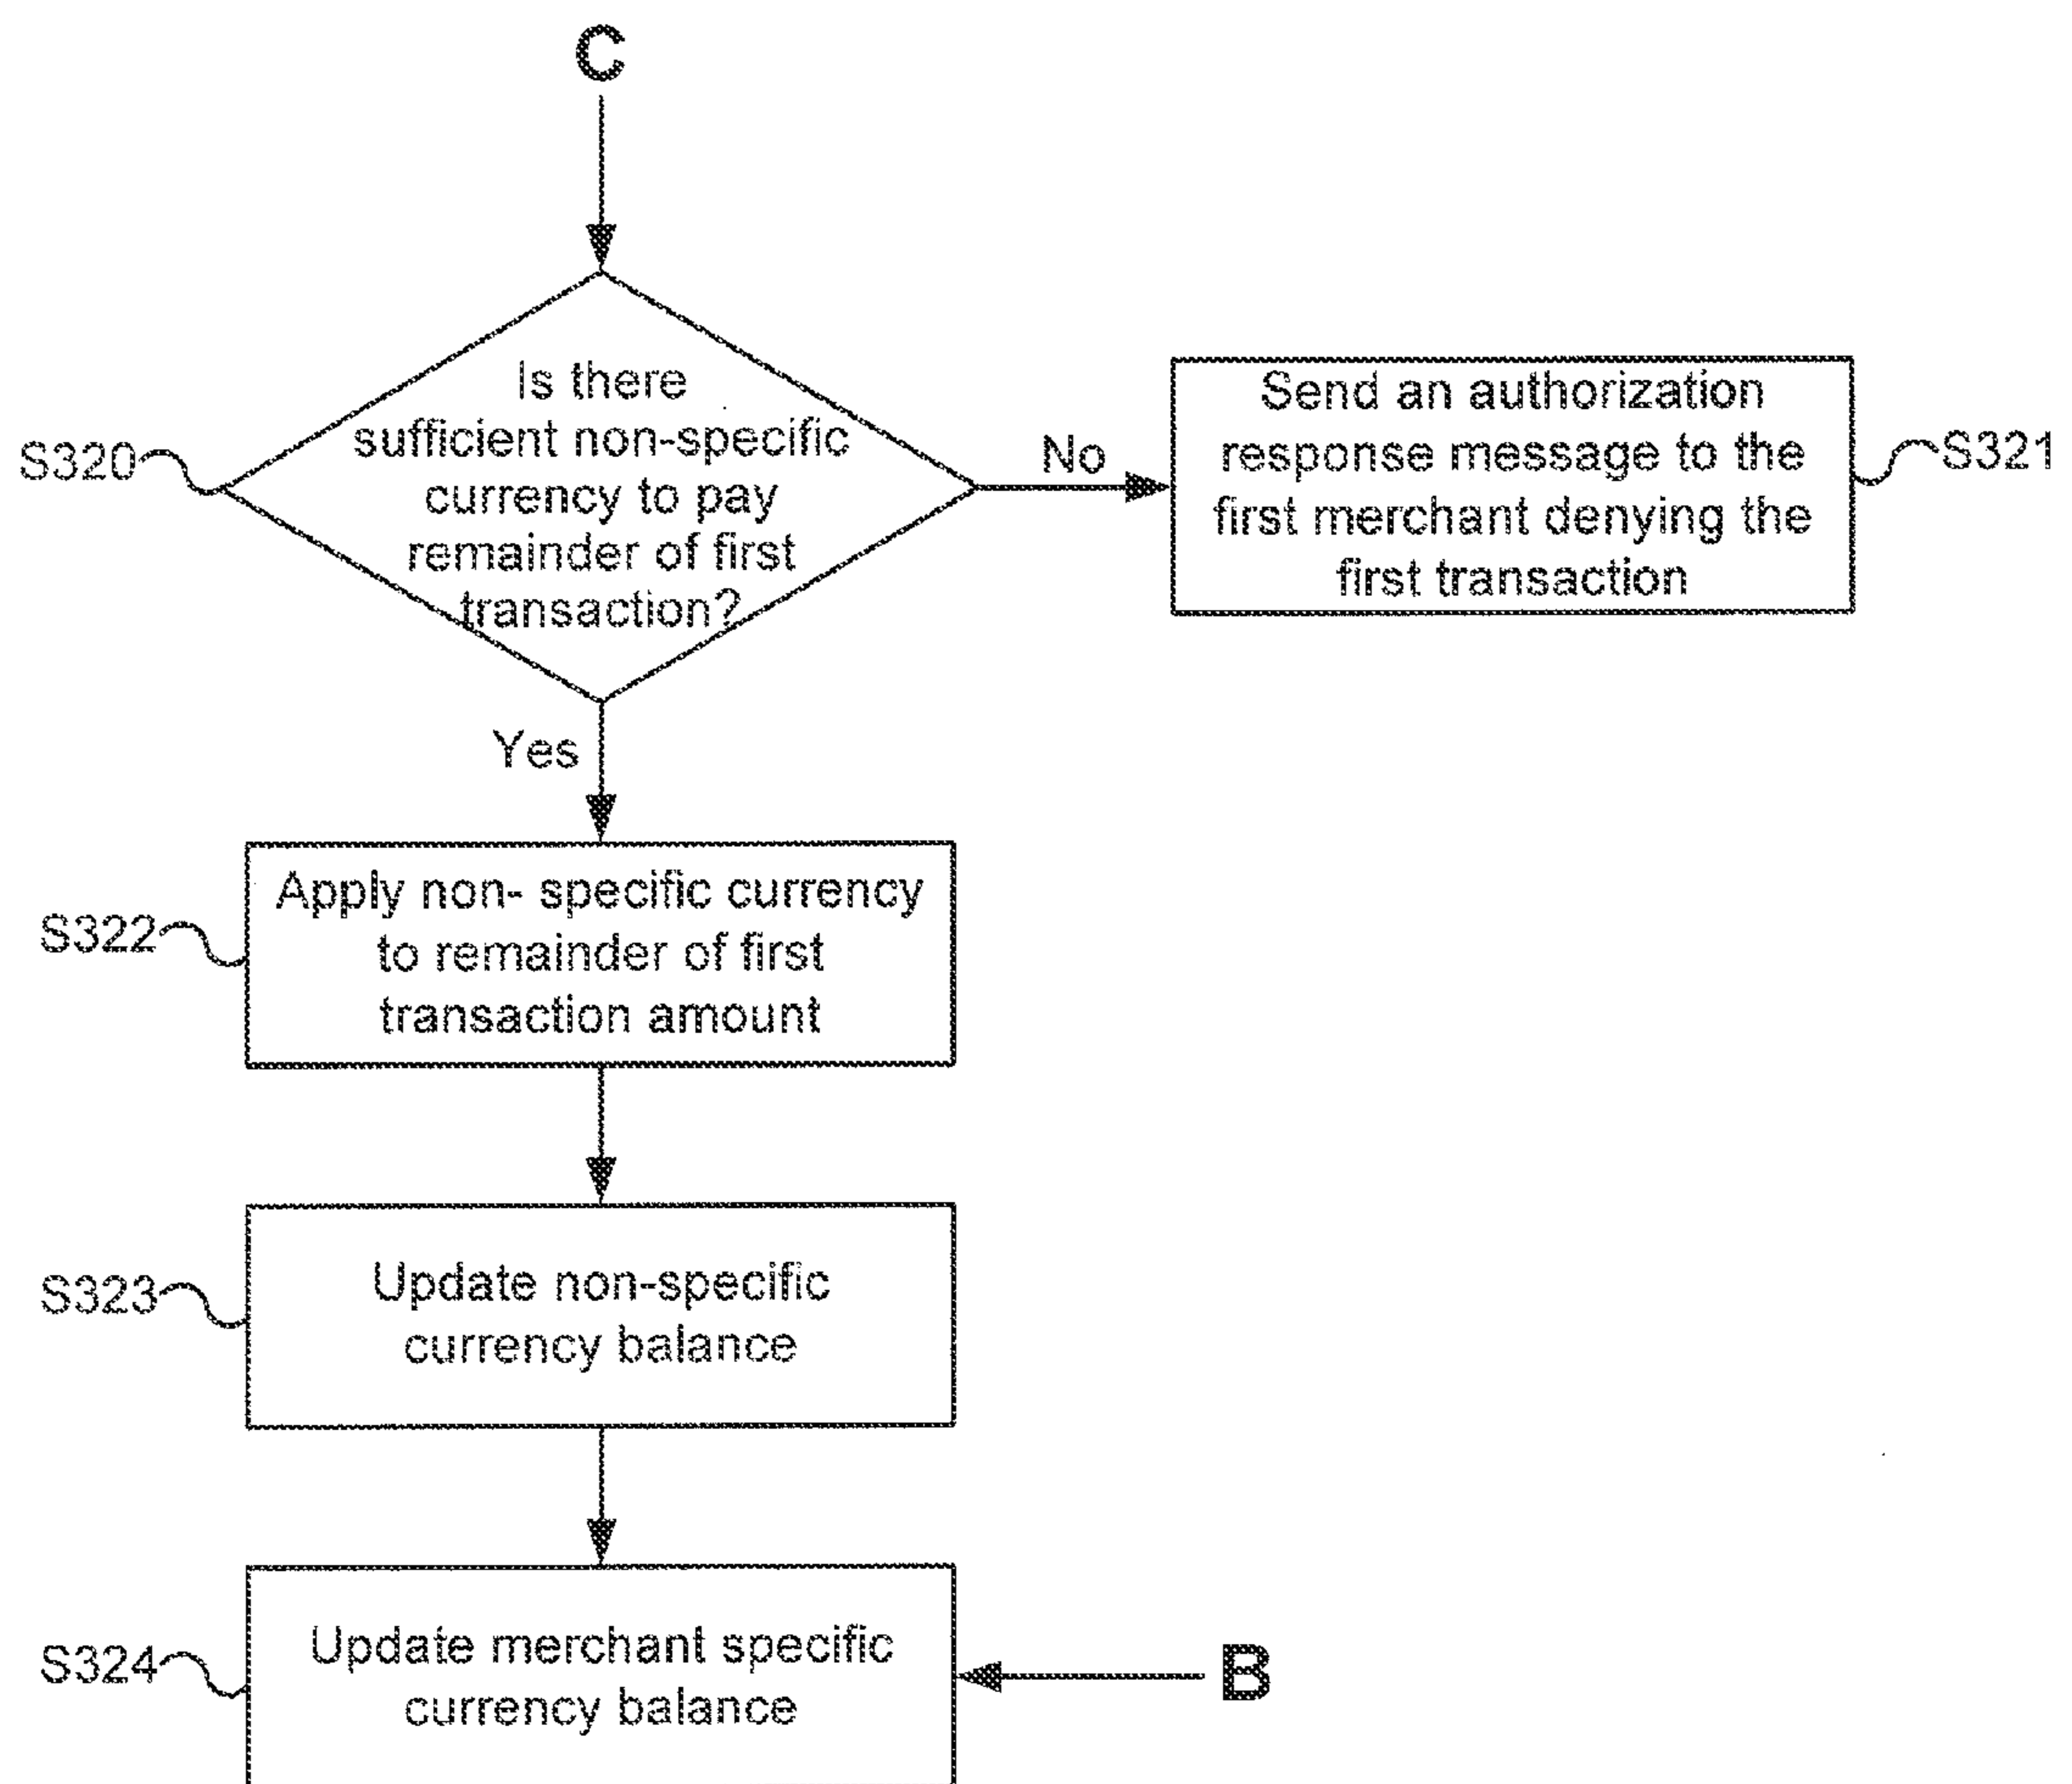 C
Is there
sufficient non-specific
currency to pay
remainder of first
transaction?
S320
No
Send an authorization
response message to the
first merchant denying the
first transaction
S321
Yes
Apply non- specific currency
to remainder of first
transaction amount
S322
Update non-specific
currency balance
S323
Update merchant specific
currency balance
S324
B